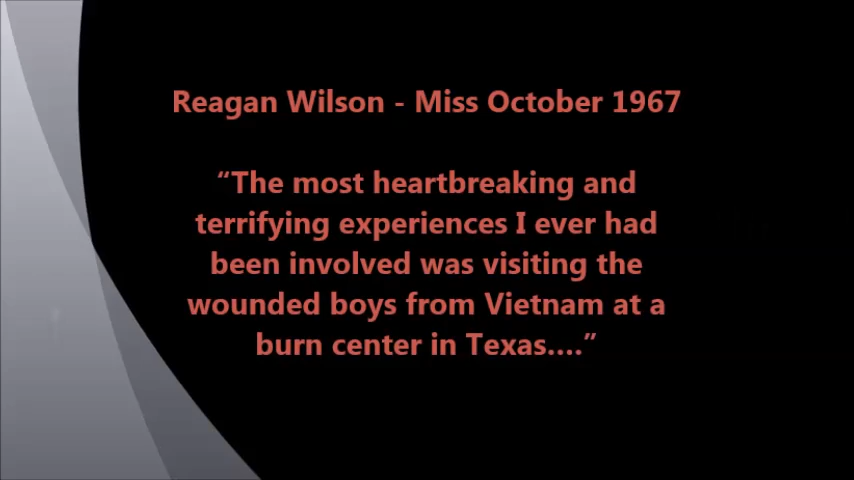 Reagan Wilson - Miss October 1967
“The most heartbreaking and
terrifying experiences I ever had
been involved was visiting the
wounded boys from Vietnam at a
burn center in Texas....”